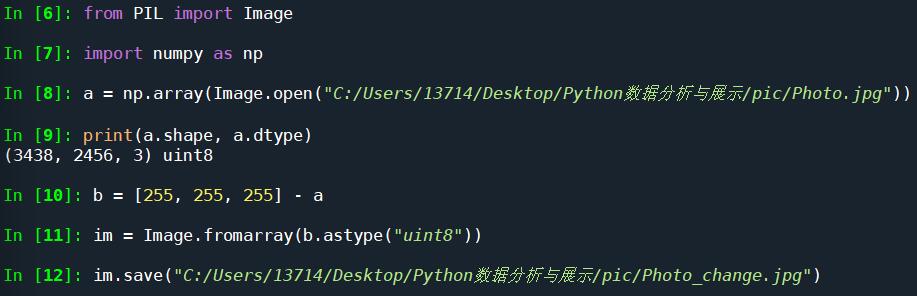 In [6]: from PIL import Image
In [7]: import numpy as np
In [8]: a = np.array(Image.open("C:/Users/13714/Desktop/Python数据分析与展示/pic/Photo.jpg"))
In [9]: print(a.shape, a.dtype)
(3438, 2456, 3) uint8
In [10]: b = [255, 255, 255] - a
In [11]: im = Image.fromarray(b.astype("uint8"))
In [12]: im.save("C:/Users/13714/Desktop/Python数据分析与展示/pic/Photo_change.jpg")